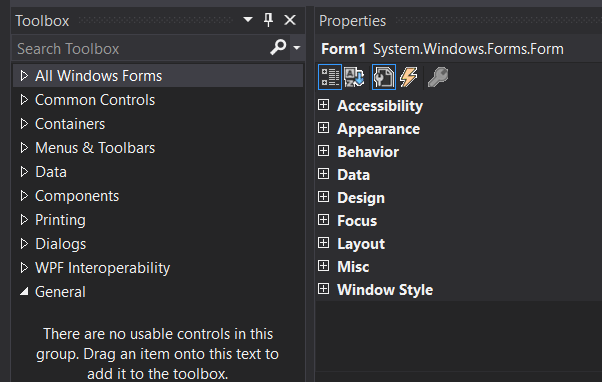 Toolbox
Search Toolbox
All Windows Forms
Common Controls
Containers
Menus & Toolbars
Data
Components
Printing
Dialogs
WPF Interoperability
General
There are no usable controls in this
group. Drag an item onto this text to
add it to the toolbox.
Properties
Form1 System.Windows.Forms.Form
Accessibility
Appearance
Behavior
Data
Design
Focus
Layout
Misc
Window Style